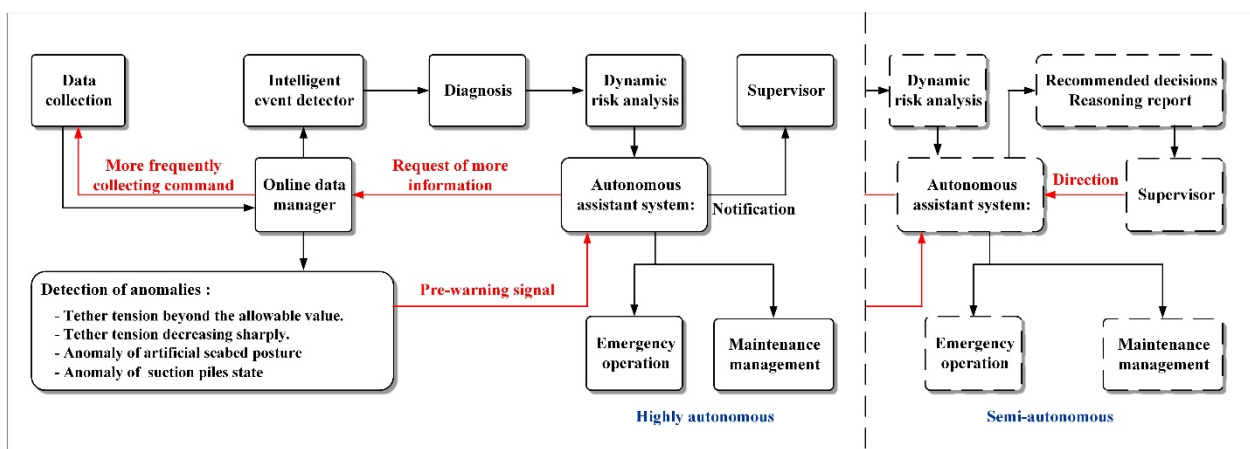 Data
collection
Intelligent
event detector
Diagnosis
Dynamic
risk analysis
Supervisor
More frequently
collecting command
Online data
manager
Request of more
information
Autonomous
assistant system:
Notification
Detection of anomalies :
- Tether tension beyond the allowable value.
- Tether tension decreasing sharply.
- Anomaly of artificial seabed posture
- Anomaly of suction piles state
Pre-warning signal
Emergency
operation
Maintenance
management
Highly autonomous
Dynamic
risk analysis
Recommended decisions
Reasoning report
Autonomous
assistant system:
Direction
Supervisor
Emergency
operation
Maintenance
management
Semi-autonomous